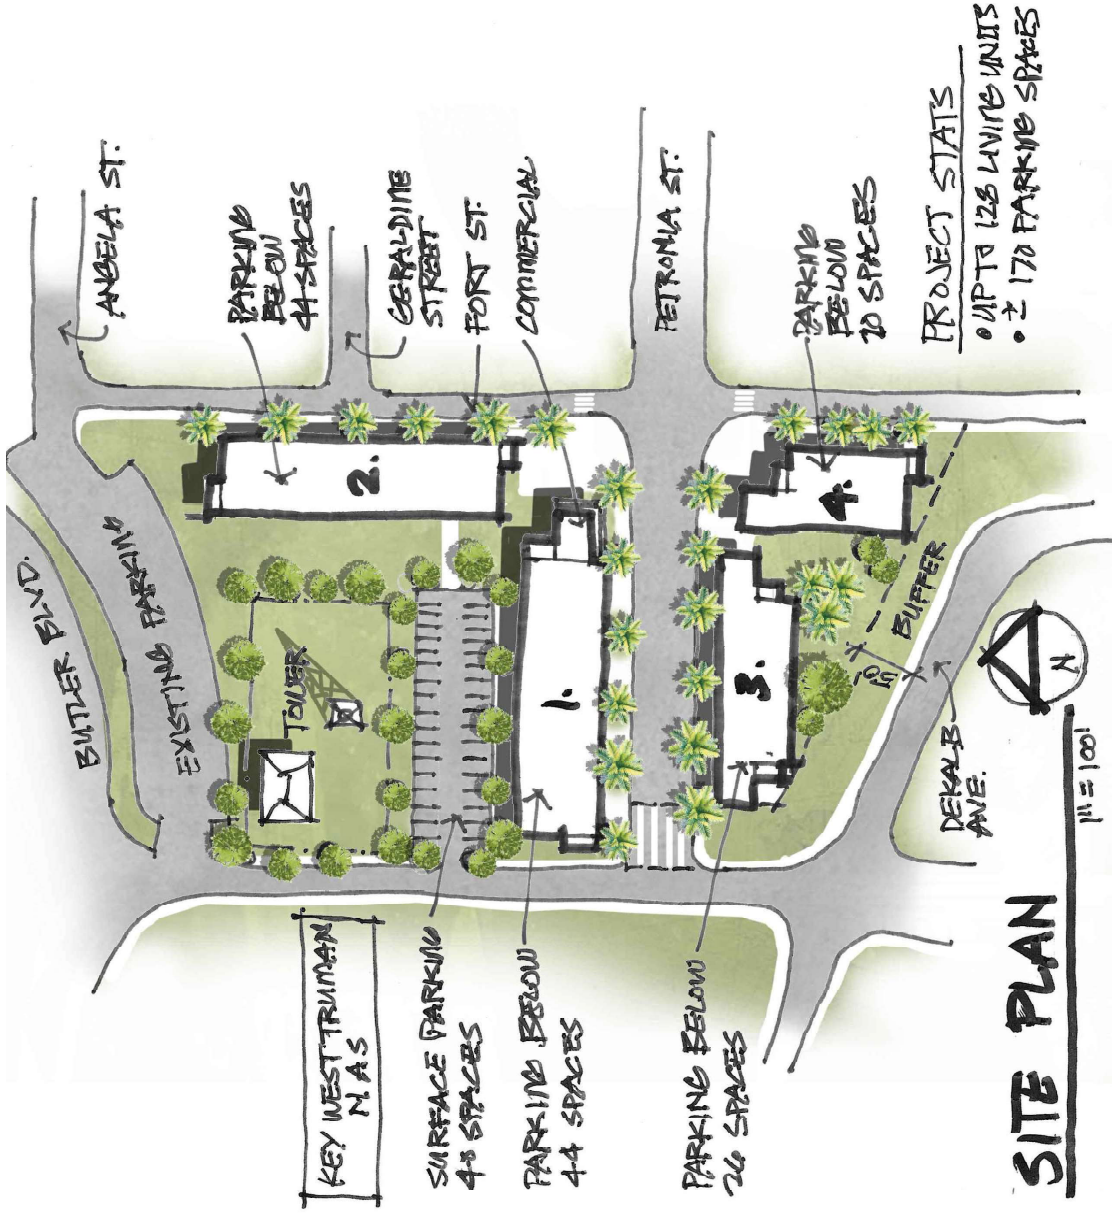 BUTLER BLVD.
ANGELA ST.
EXISTING PARKING
PARKING
BELOW
44 SPACES
TOWER
KEY WEST TRUMAN
N.A.S
2.
GERALDINE
STREET
FORT ST.
COMMERCIAL
SURFACE PARKING
40 SPACES
PARKING BELOW
44 SPACES
1.
PETRONIA ST.
PARKING BELOW
26 SPACES
3.
4.
PARKING
BELOW
20 SPACES
50'
BUFFER
DEKALB
AVE.
N
PROJECT STATS
• UP TO 128 LIVING UNITS
• ± 170 PARKING SPACES
SITE PLAN
1"=100'